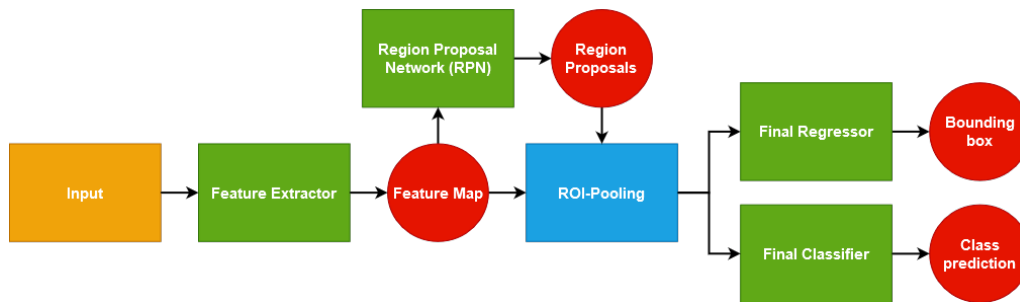 Region Proposal
Network (RPN)
Region
Proposals
Input
Feature Extractor
Feature Map
ROI-Pooling
Final Regressor
Bounding
box
Final Classifier
Class
prediction